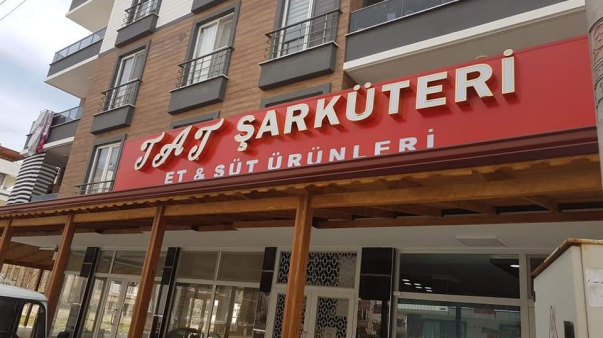 TAT ŞARKÜTERİ
ET & SÜT ÜRÜNLERİ